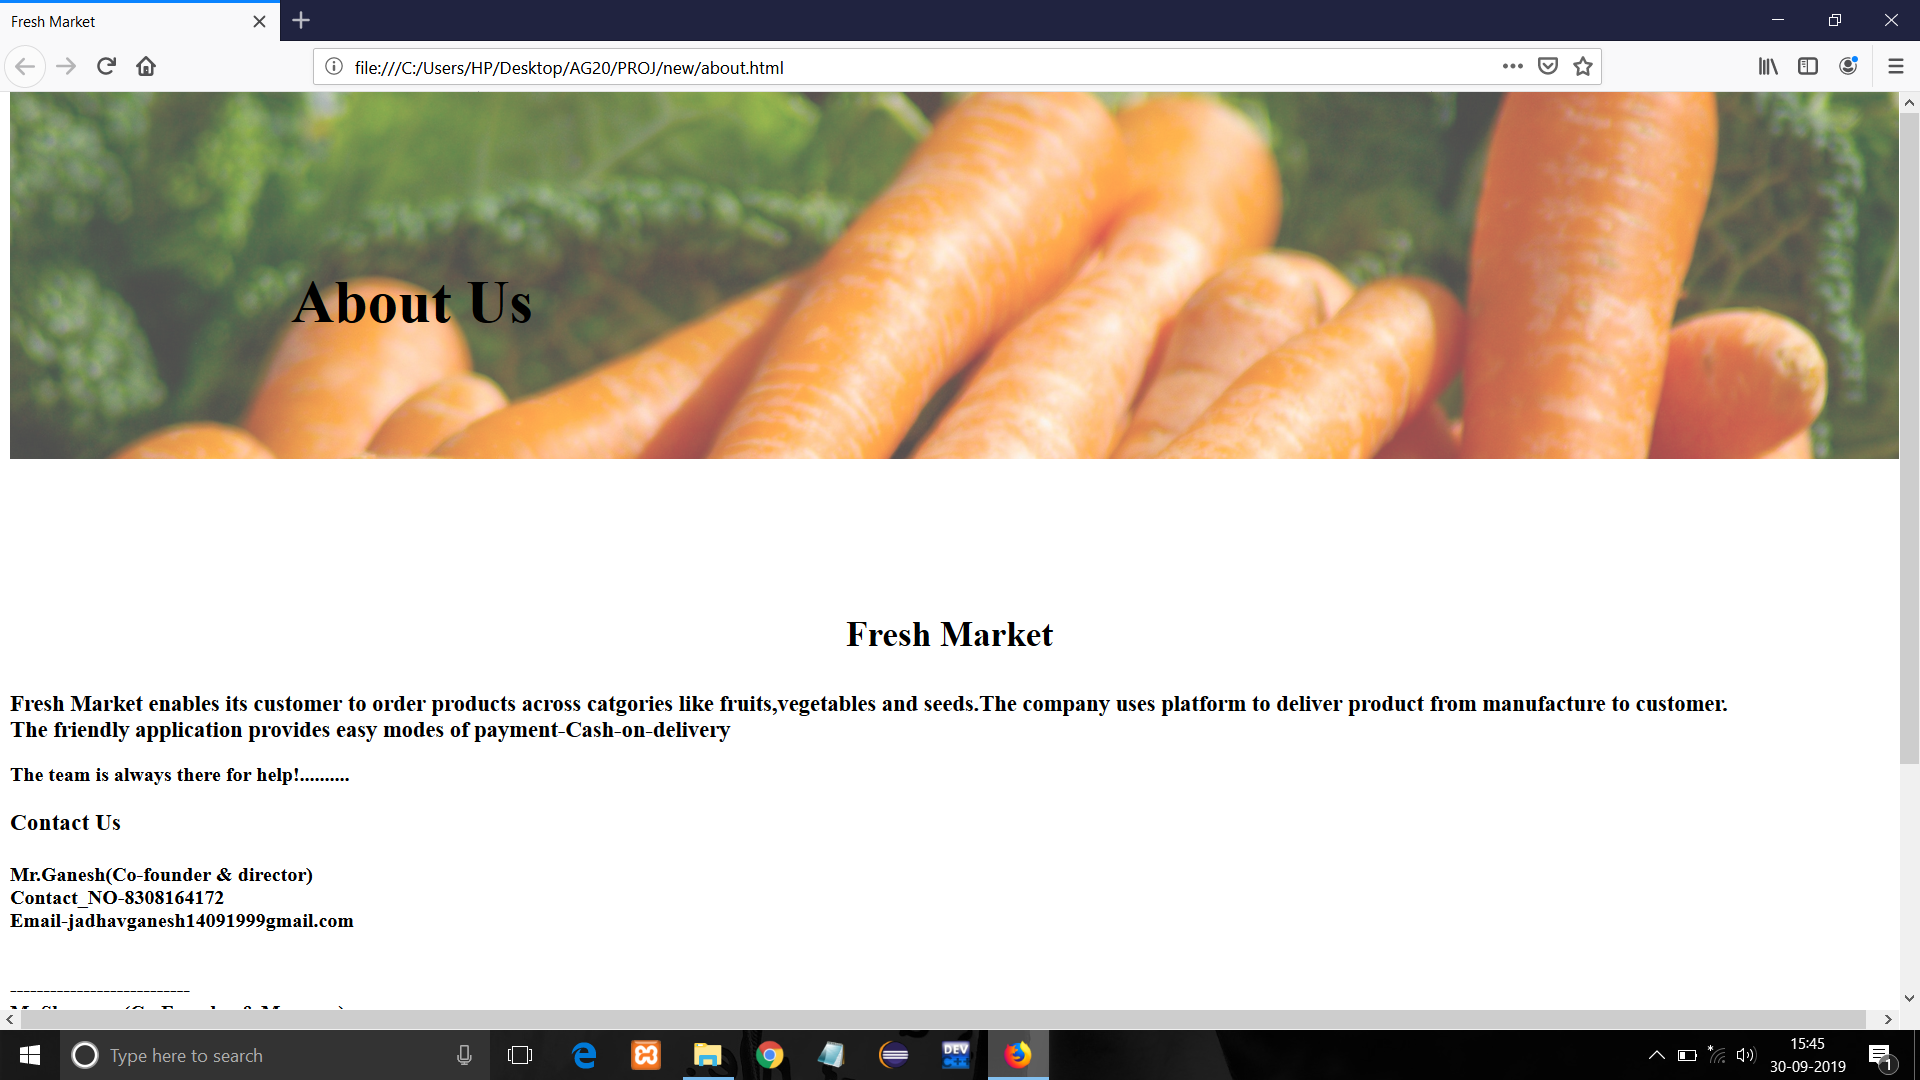 Fresh Market
file:///C:/Users/HP/Desktop/AG20/PROJ/new/about.html
About Us
Fresh Market
Fresh Market enables its customer to order products across catgories like fruits,vegetables and seeds.The company uses platform to deliver product from manufacture to customer.
The friendly application provides easy modes of payment-Cash-on-delivery
The team is always there for help!..........
Contact Us
Mr.Ganesh(Co-founder & director)
Contact_NO-8308164172
Email-jadhavganesh14091999gmail.com
---------------------------
Type here to search
DEV
15:45
30-09-2019
1